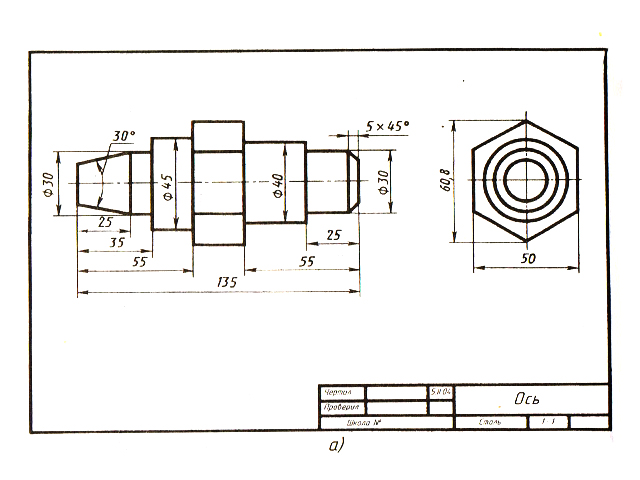 30°
5 × 45°
ф30
ф45
ф40
ф30
25
35
55
25
55
135
60,8
50
Чертил
Проверил
Ось
Школа №
Сталь
1:1
а)